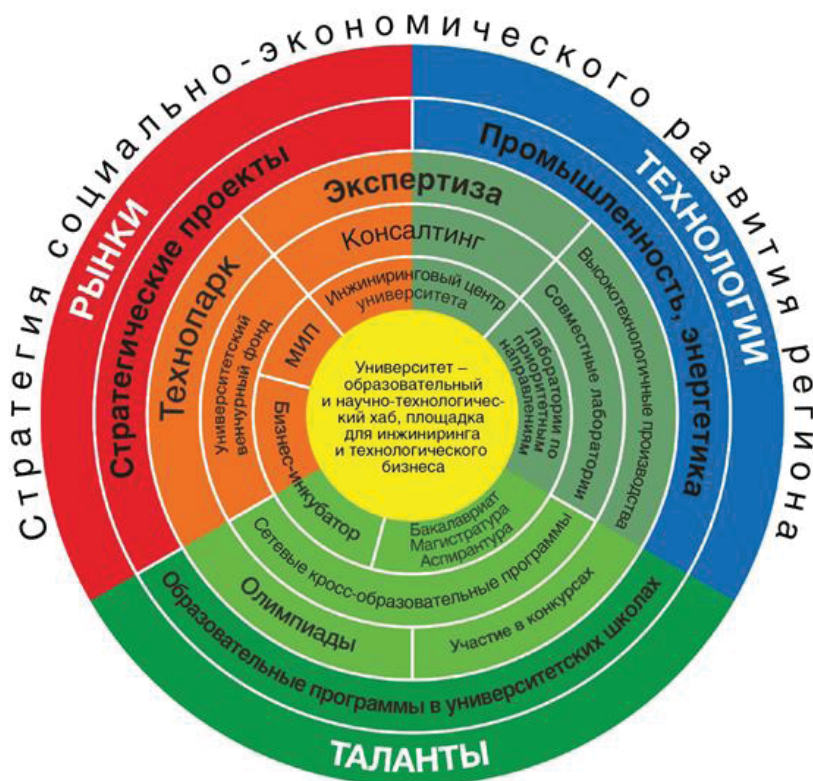 Стратегия социально-экономического развития региона
РЫНКИ
ТЕХНОЛОГИИ
ТАЛАНТЫ
Стратегические проекты
Промышленность, энергетика
Образовательные программы в университетских школах
Экспертиза
Технопарк
Высокотехнологичные производства
Олимпиады
Участие в конкурсах
Консалтинг
Университетский
венчурный фонд
Совместные лаборатории
Сетевые кросс-образовательные программы
Инжиниринговый центр
университета
МИП
Лаборатории по
приоритетным
направлениям
Бизнес-инкубатор
Бакалавриат
Магистратура
Аспирантура
Университет –
образовательный
и научно-технологичес-
кий хаб, площадка
для инжиниринга
и технологического
бизнеса